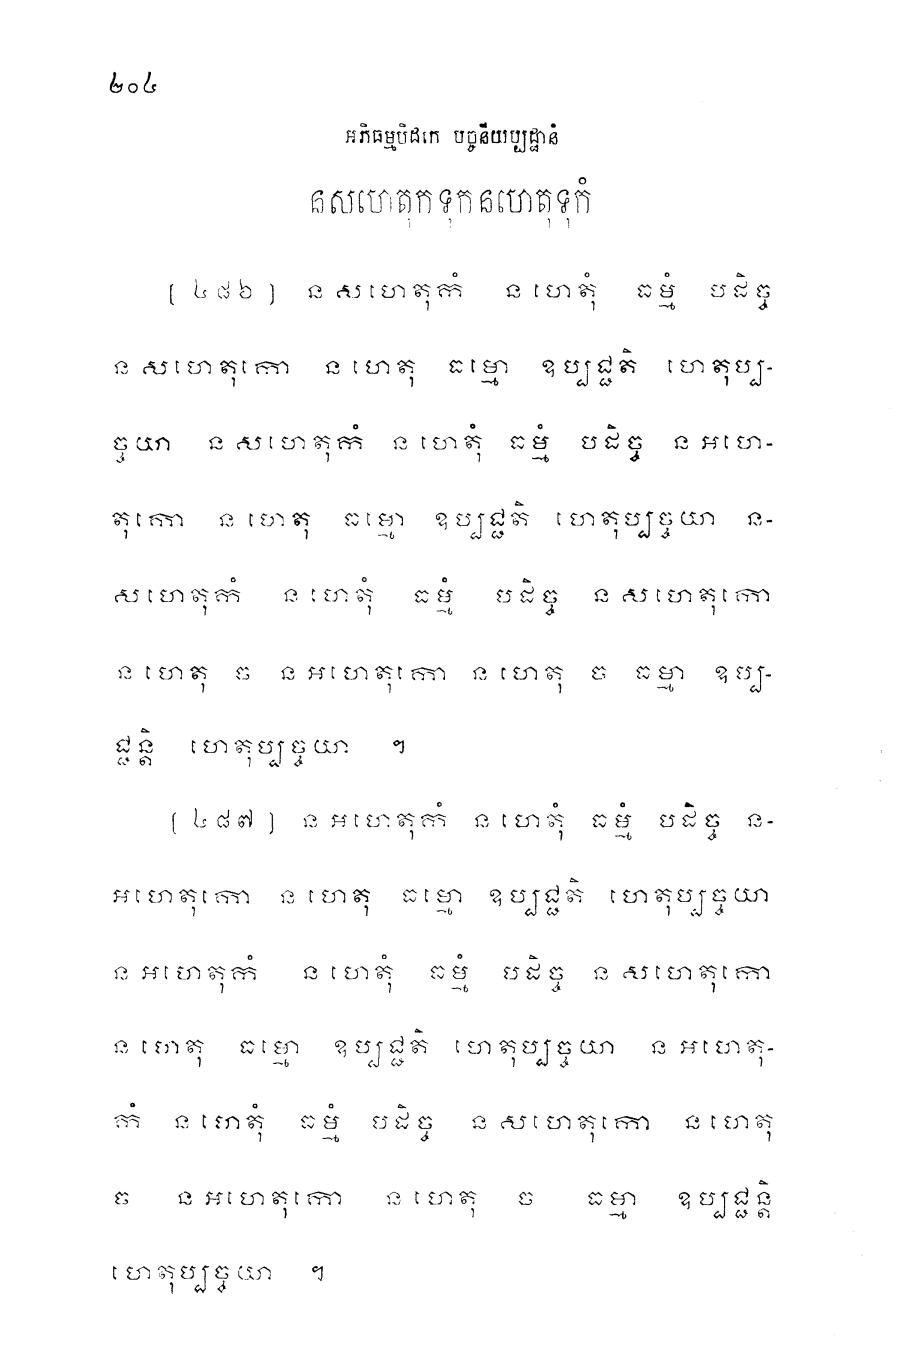 ២០៤
អភិធម្មបិដកេ បច្ចនីយប្បដ្ឋានំ
នសហេតុកទុកនហេតុទុកំ
[ ៤៨៦ ] ន សហេតុកំ ន ហេតុំ ធម្មំ បដិច្ច
ន សហេតុកោ ន ហេតុ ធម្មោ ឧប្បជ្ជតិ ហេតុប្ប-
ច្ចយា ន សហេតុកំ ន ហេតុំ ធម្មំ បដិច្ច ន អហេ-
តុកោ ន ហេតុ ធម្មោ ឧប្បជ្ជតិ ហេតុប្បច្ចយា ន-
សហេតុកំ ន ហេតុំ ធម្មំ បដិច្ច ន សហេតុកោ
ន ហេតុ ច ន អហេតុកោ ន ហេតុ ច ធម្មា ឧប្ប-
ជ្ជន្តិ ហេតុប្បច្ចយា ។
[ ៤៨៧ ] ន អហេតុកំ ន ហេតុំ ធម្មំ បដិច្ច ន-
អហេតុកោ ន ហេតុ ធម្មោ ឧប្បជ្ជតិ ហេតុប្បច្ចយា
ន អហេតុកំ ន ហេតុំ ធម្មំ បដិច្ច ន សហេតុកោ
ន ហេតុ ធម្មោ ឧប្បជ្ជតិ ហេតុប្បច្ចយា ន អហេតុ-
កំ ន ហេតុំ ធម្មំ បដិច្ច ន សហេតុកោ ន ហេតុ
ច ន អហេតុកោ ន ហេតុ ច ធម្មា ឧប្បជ្ជន្តិ
ហេតុប្បច្ចយា ។